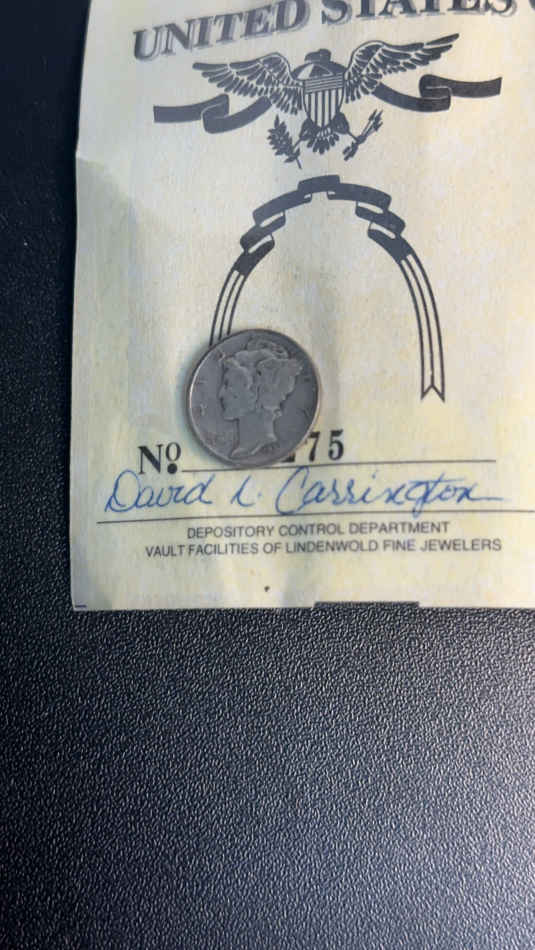 UNITED STATES
No. 75
David L. Carrington
DEPOSITORY CONTROL DEPARTMENT
VAULT FACILITIES OF LINDENWOLD FINE JEWELERS